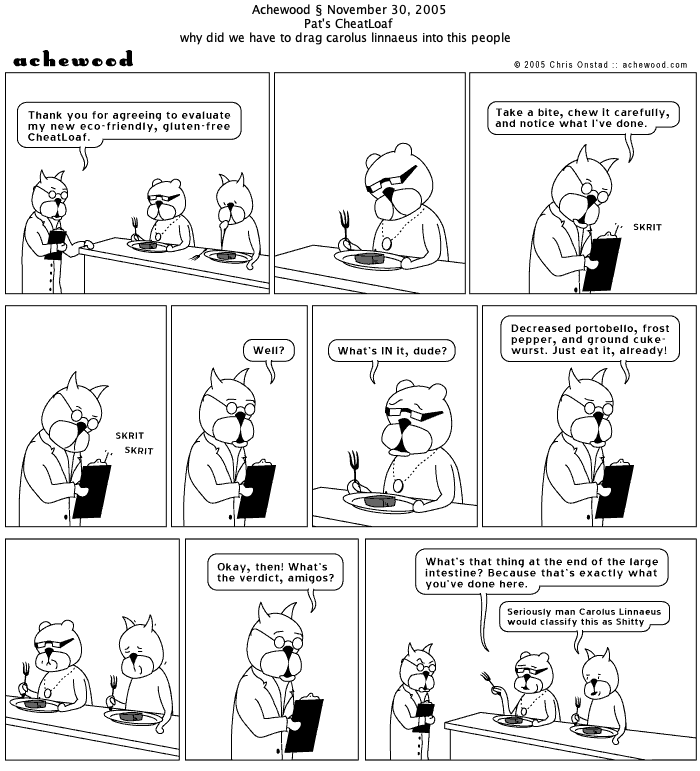 Achewood § November 30, 2005
Pat's CheatLoaf
why did we have to drag carolus linnaeus into this people
achewood
© 2005 Chris Onstad :: achewood.com
Thank you for agreeing to evaluate
my new eco-friendly, gluten-free
CheatLoaf.
Take a bite, chew it carefully,
and notice what I've done.
SKRIT
SKRIT
SKRIT
Well?
What's IN it, dude?
Decreased portobello, frost
pepper, and ground cuke-
wurst. Just eat it, already!
Okay, then! What's
the verdict, amigos?
What's that thing at the end of the large
intestine? Because that's exactly what
you've done here.
Seriously man Carolus Linnaeus
would classify this as Shitty